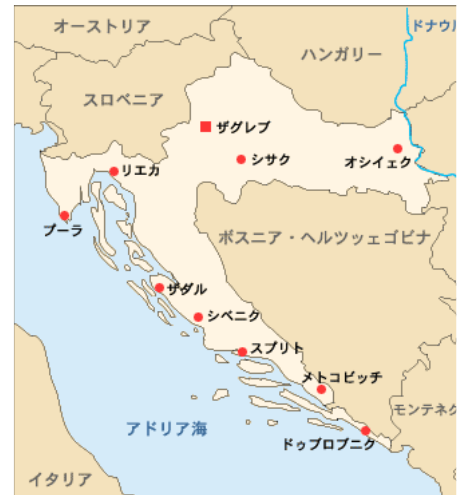 オーストリア
ドナウ
ハンガリー
スロベニア
ザグレブ
シサク
オシイェク
リエカ
プーラ
ボスニア・ヘルツッェゴビナ
ザダル
シベニク
スプリト
メトコビッチ
モンテネグ
アドリア海
ドゥブロブニク
イタリア